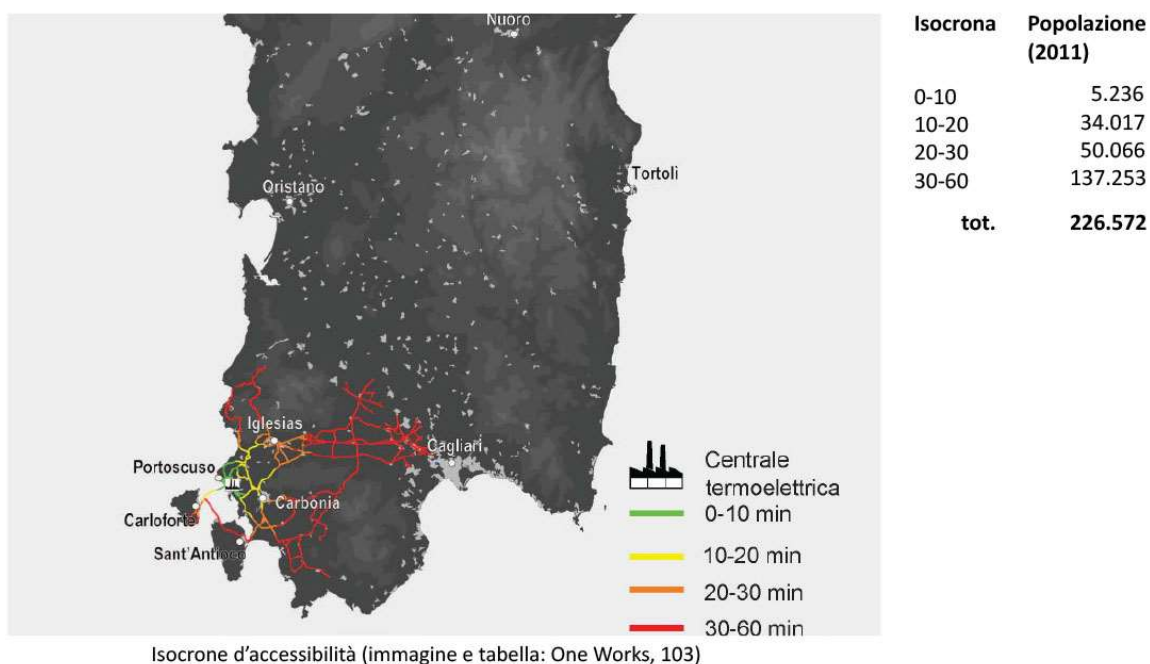 Nuoro
Oristano
Tortolì
Iglesias
Cagliari
Portoscuso
Carbonia
Carloforte
Sant'Antioco
Centrale
termoelettrica
0-10 min
10-20 min
20-30 min
30-60 min
Isocrona Popolazione
(2011)
0-10 5.236
10-20 34.017
20-30 50.066
30-60 137.253
tot. 226.572
Isocrone d'accessibilità (immagine e tabella: One Works, 103)